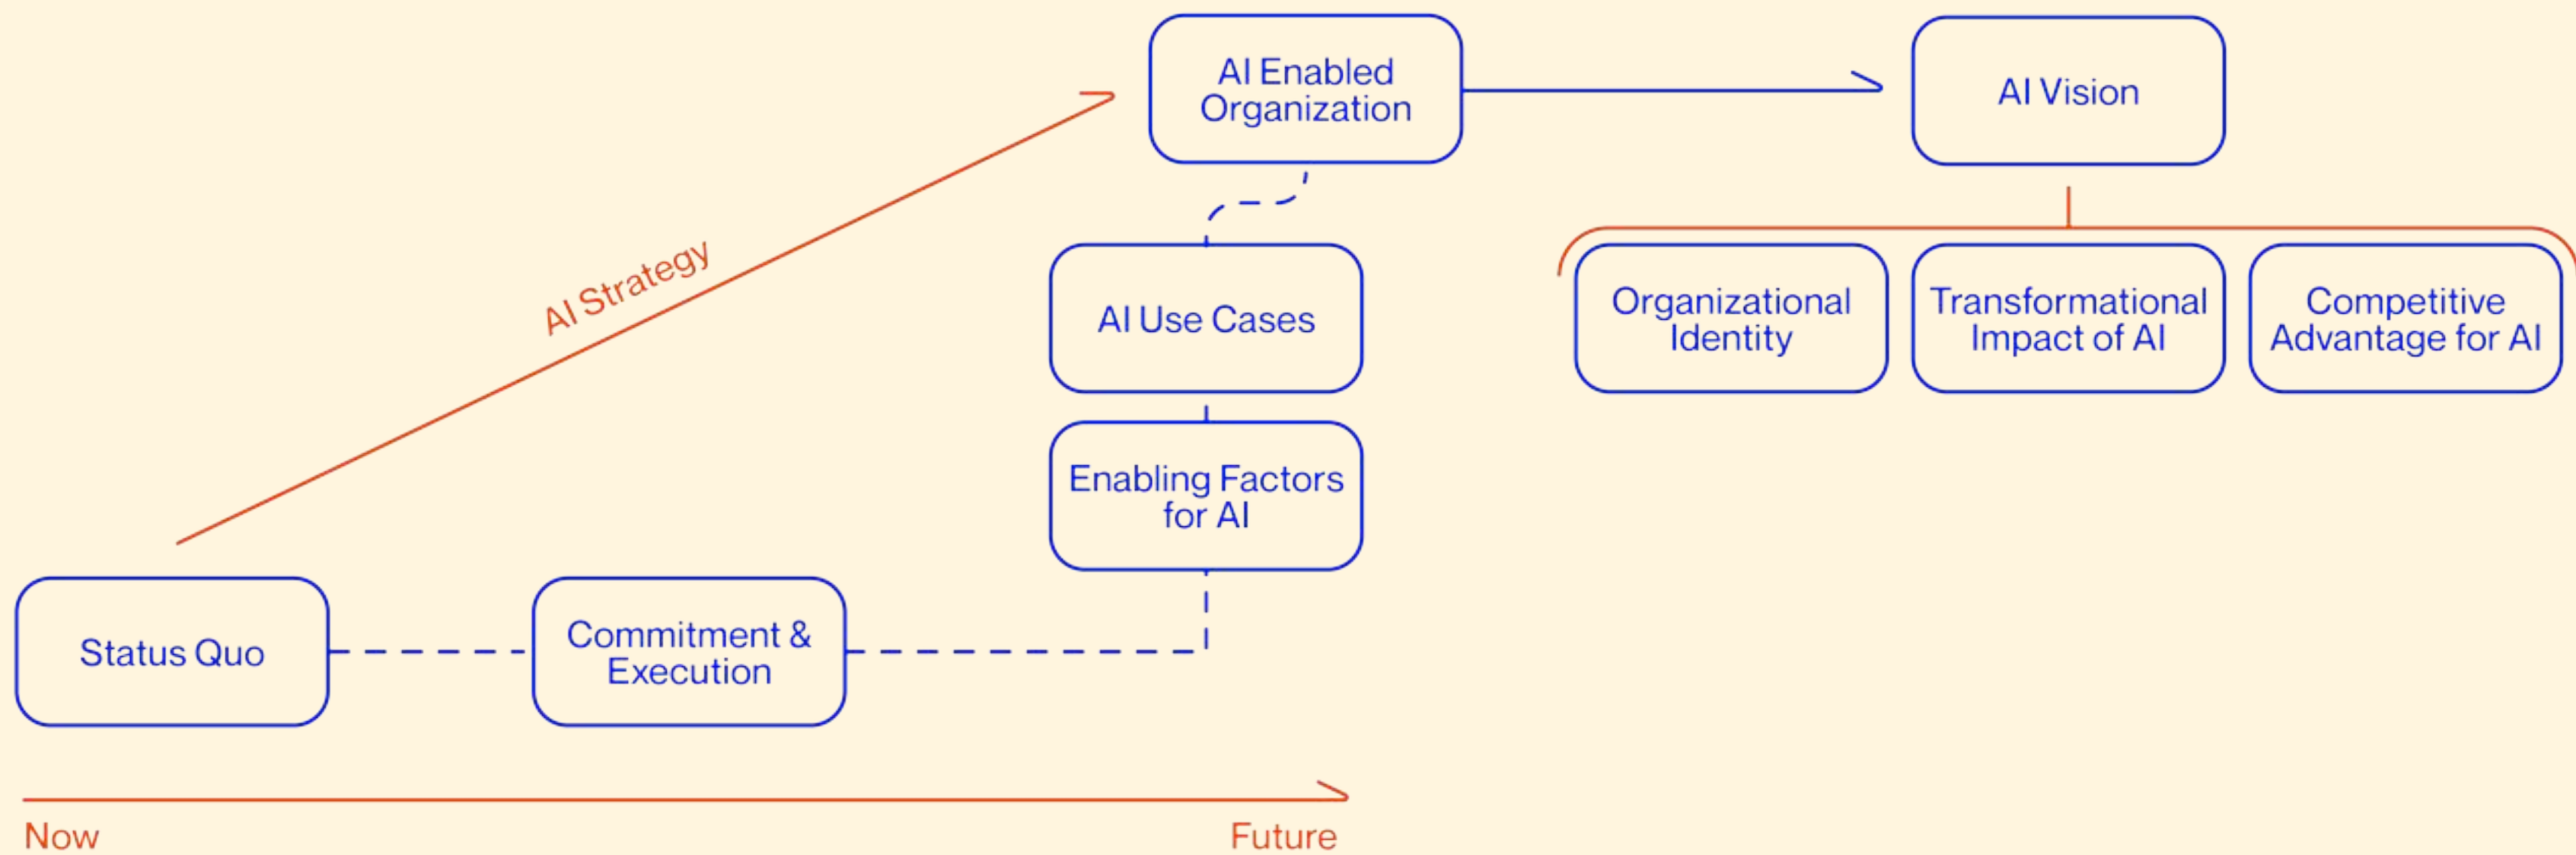 AI Enabled
Organization
AI Vision
AI Strategy
AI Use Cases
Organizational
Identity
Transformational
Impact of AI
Competitive
Advantage for AI
Enabling Factors
for AI
Status Quo
Commitment &
Execution
Now
Future